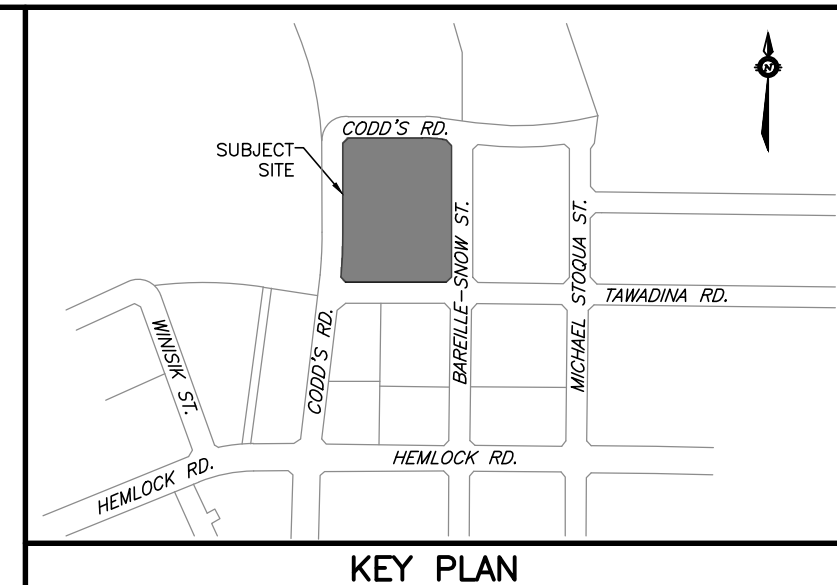 N
CODD'S RD.
SUBJECT
SITE
BAREILLE-SNOW ST.
MICHAEL STOQUA ST.
TAWADINA RD.
WINISIK ST.
CODD'S RD.
HEMLOCK RD.
HEMLOCK RD.
KEY PLAN